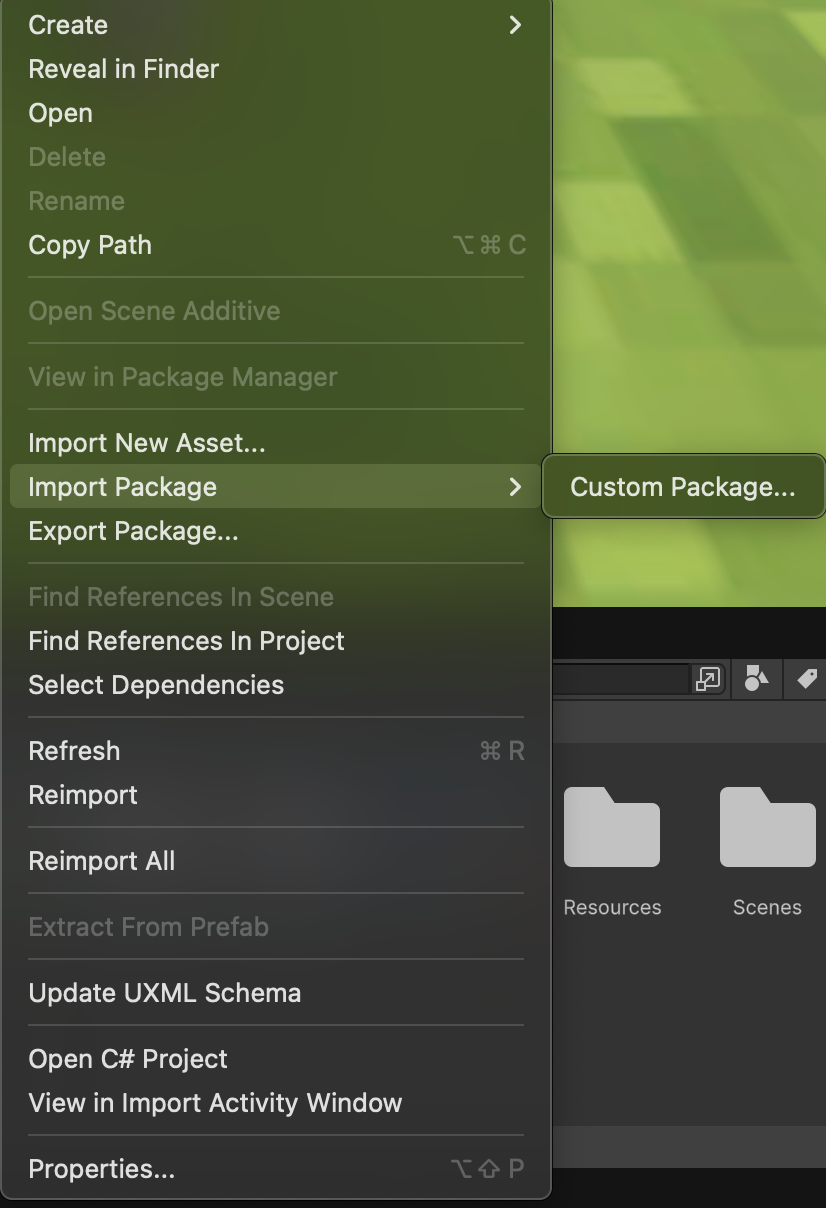 Create
Reveal in Finder
Open
Delete
Rename
Copy Path ⌥⌘C
Open Scene Additive
View in Package Manager
Import New Asset...
Import Package
Custom Package...
Export Package...
Find References In Scene
Find References In Project
Select Dependencies
Refresh ⌘R
Reimport
Reimport All
Resources
Scenes
Extract From Prefab
Update UXML Schema
Open C# Project
View in Import Activity Window
Properties... ⌥⇧P